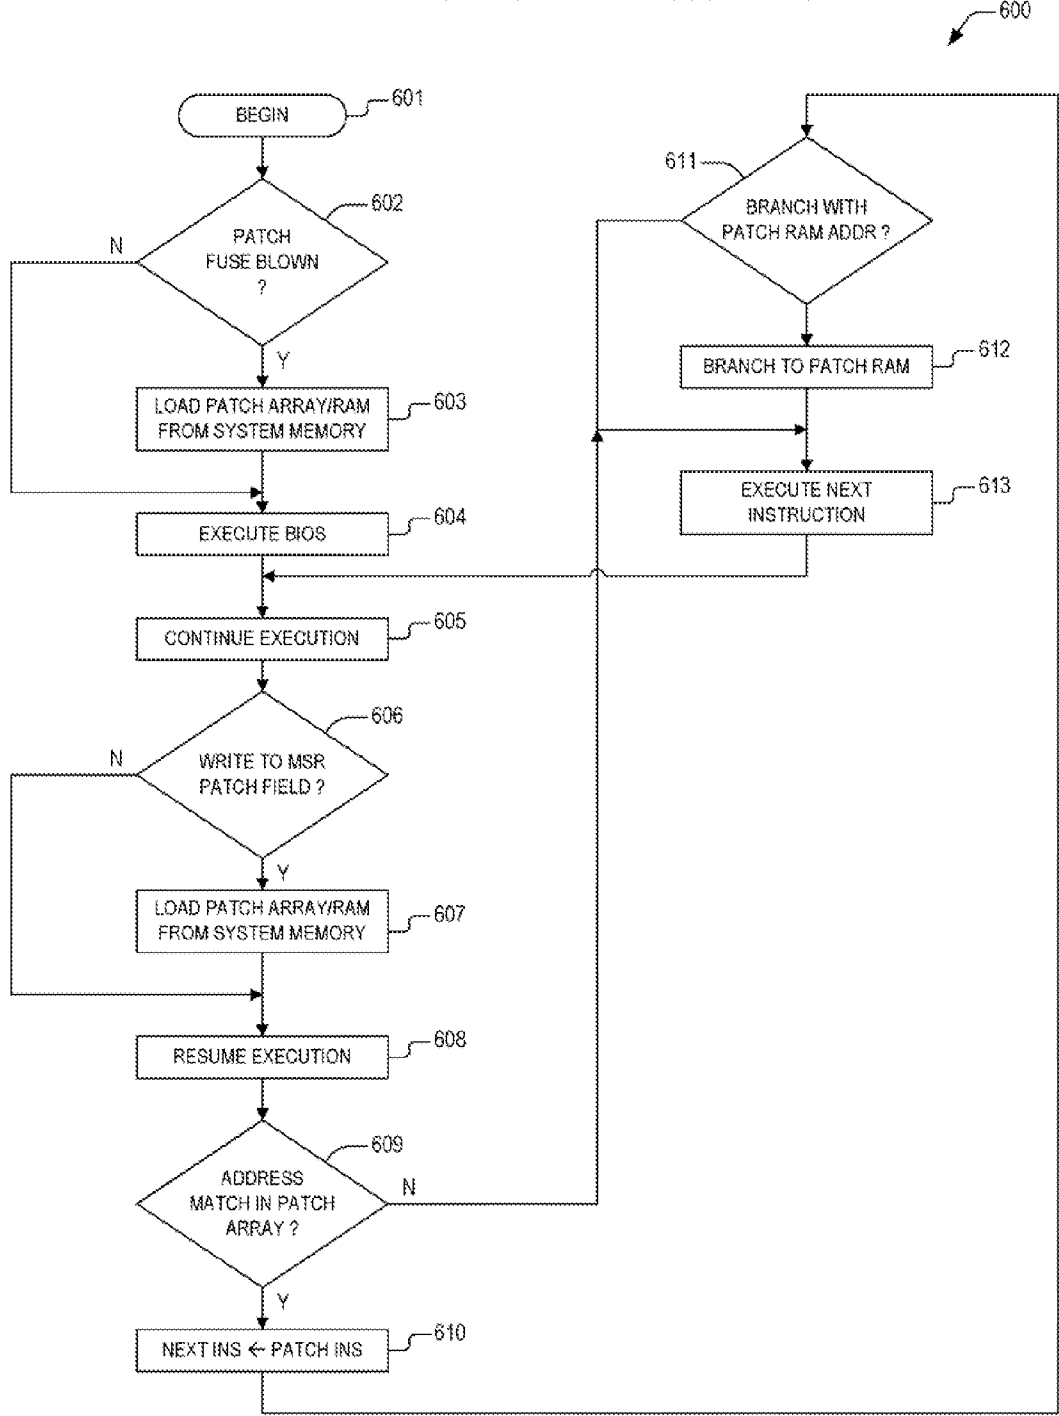 600
BEGIN
601
PATCH
FUSE BLOWN
?
602
N
Y
LOAD PATCH ARRAY/RAM
FROM SYSTEM MEMORY
603
EXECUTE BIOS
604
CONTINUE EXECUTION
605
WRITE TO MSR
PATCH FIELD ?
606
N
Y
LOAD PATCH ARRAY/RAM
FROM SYSTEM MEMORY
607
RESUME EXECUTION
608
ADDRESS
MATCH IN PATCH
ARRAY ?
609
N
Y
NEXT INS ← PATCH INS
610
611
BRANCH WITH
PATCH RAM ADDR ?
BRANCH TO PATCH RAM
612
EXECUTE NEXT
INSTRUCTION
613